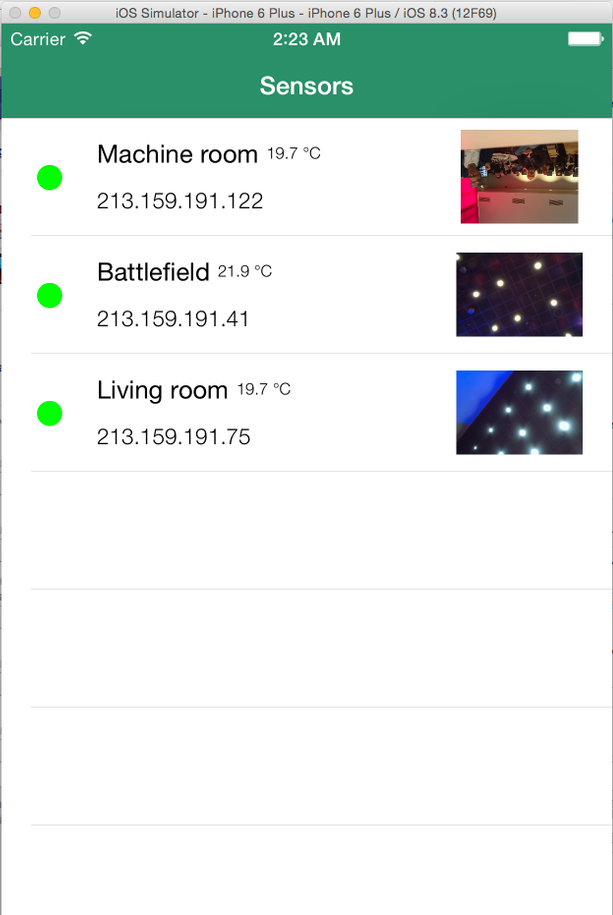 iOS Simulator - iPhone 6 Plus - iPhone 6 Plus / iOS 8.3 (12F69)
Carrier 2:23 AM
Sensors
Machine room 19.7 °C
213.159.191.122
Battlefield 21.9 °C
213.159.191.41
Living room 19.7 °C
213.159.191.75